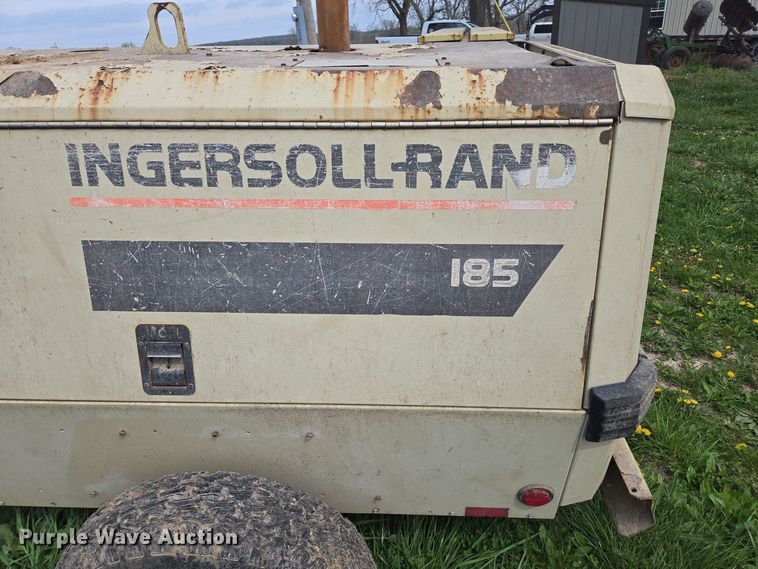 INGERSOLL-RAND
185
Purple Wave Auction